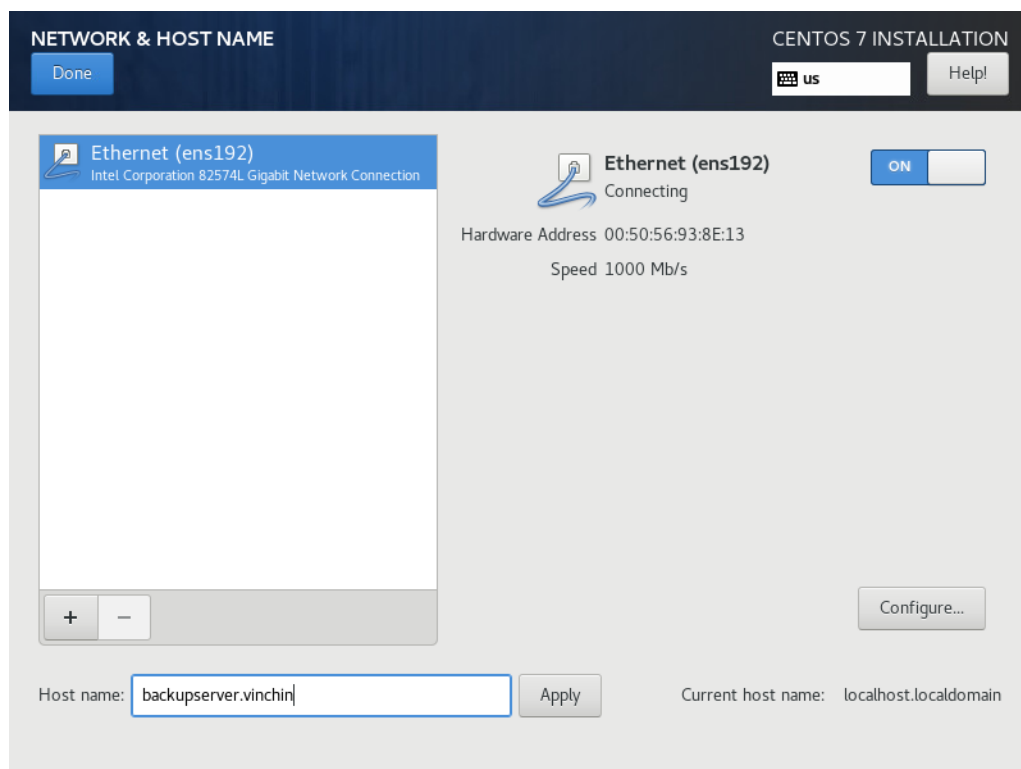 NETWORK & HOST NAME
CENTOS 7 INSTALLATION
Done
us
Help!
Ethernet (ens192)
Intel Corporation 82574L Gigabit Network Connection
Ethernet (ens192)
Connecting
ON
Hardware Address 00:50:56:93:8E:13
Speed 1000 Mb/s
+ −
Configure...
Host name: backupserver.vinchin Apply Current host name: localhost.localdomain